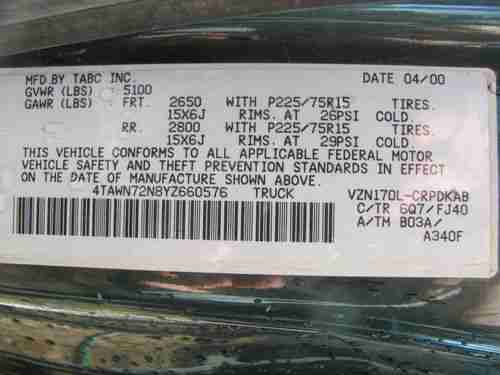 MFD.BY TABC INC. DATE 04/00
GVWR (LBS) : 5100
GAWR (LBS) : FRT. 2650 WITH P225/75R15 TIRES.
15X6J RIMS. AT 26PSI COLD.
RR. 2800 WITH P225/75R15 TIRES.
15X6J RIMS. AT 29PSI COLD.
THIS VEHICLE CONFORMS TO ALL APPLICABLE FEDERAL MOTOR
VEHICLE SAFETY AND THEFT PREVENTION STANDARDS IN EFFECT
ON THE DATE OF MANUFACTURE SHOWN ABOVE.
4TAWN72N8YZ660576 TRUCK VZN170L-CRPDKAB
C/TR 6Q7/FJ40
A/TM B03A/
A340F